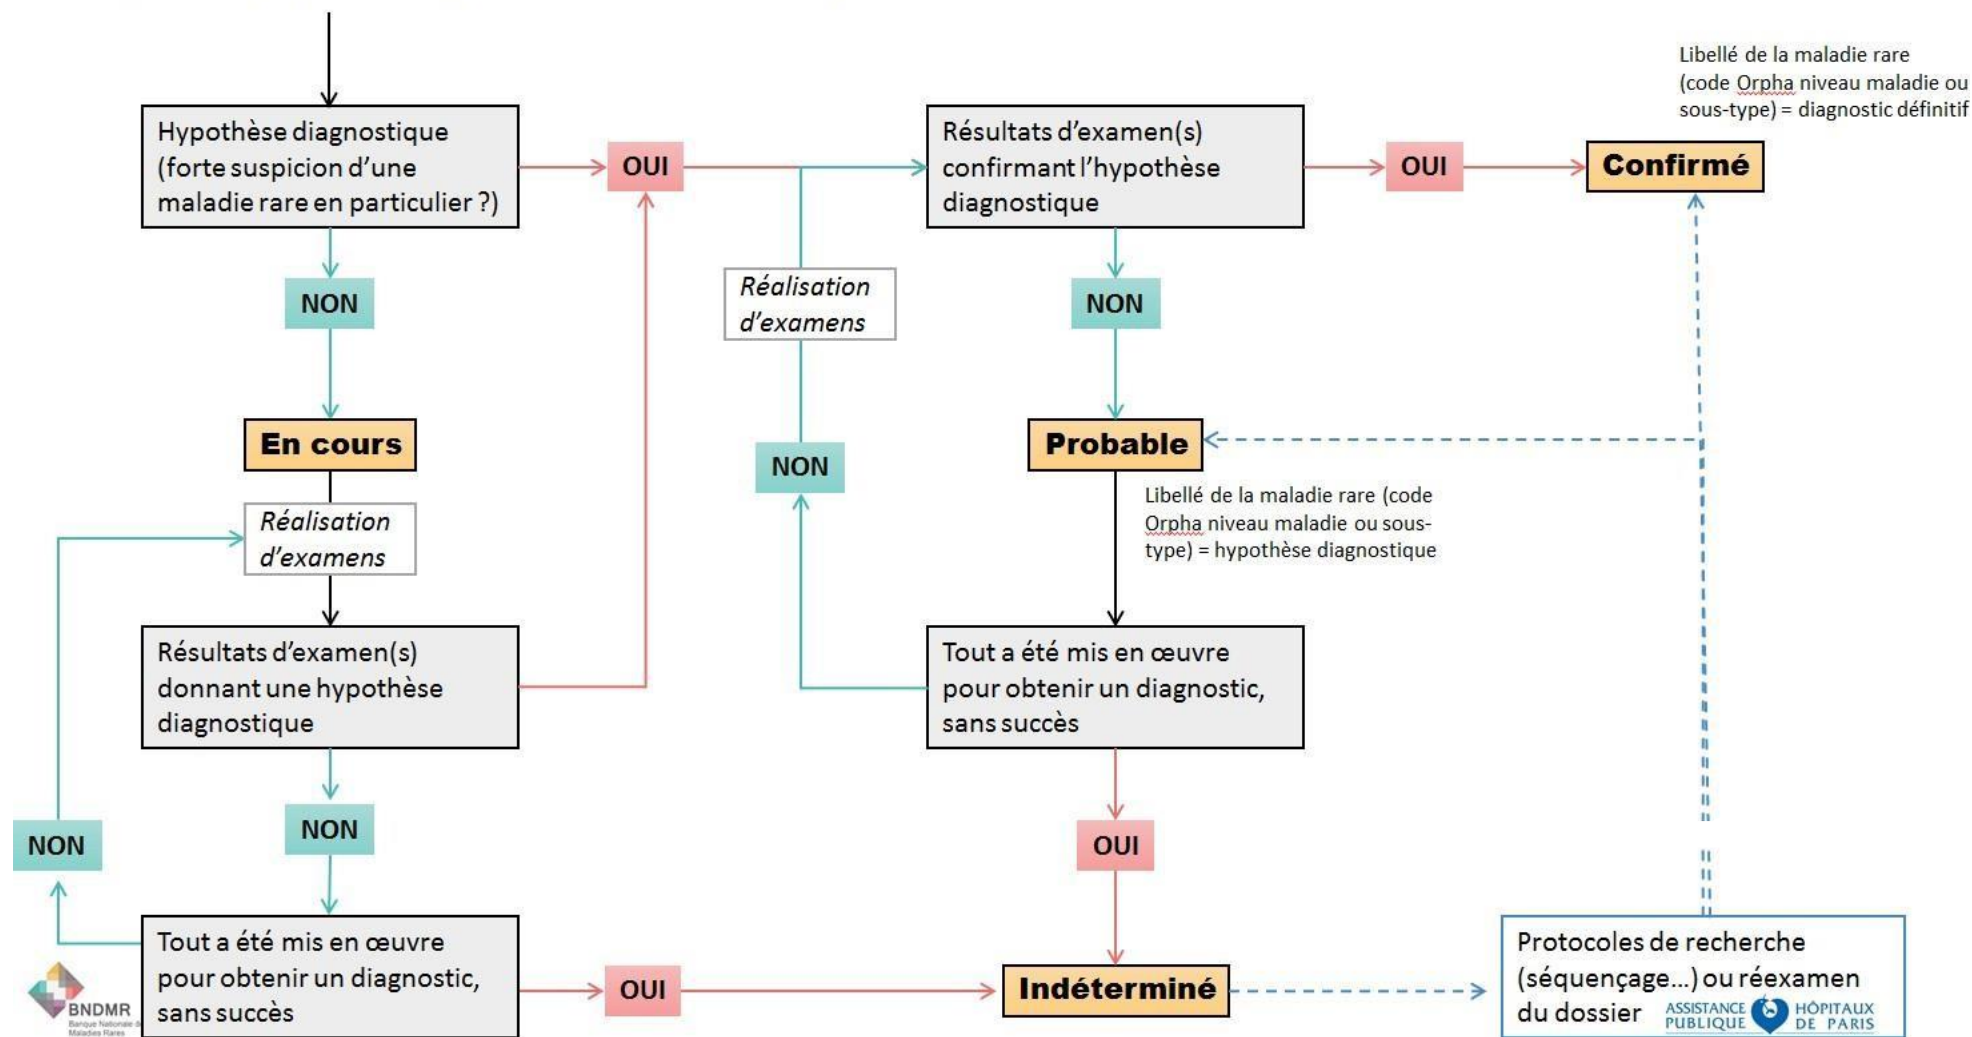 Libellé de la maladie rare
(code Orpha niveau maladie ou
sous-type) = diagnostic définitif
Hypothèse diagnostique
(forte suspicion d'une
maladie rare en particulier ?)
OUI
Résultats d'examen(s)
confirmant l'hypothèse
diagnostique
OUI
Confirmé
NON
Réalisation
d'examens
NON
En cours
NON
Probable
Réalisation
d'examens
Libellé de la maladie rare (code
Orpha niveau maladie ou sous-
type) = hypothèse diagnostique
Résultats d'examen(s)
donnant une hypothèse
diagnostique
Tout a été mis en œuvre
pour obtenir un diagnostic,
sans succès
NON
NON
OUI
Tout a été mis en œuvre
pour obtenir un diagnostic,
sans succès
OUI
Indéterminé
Protocoles de recherche
(séquençage...) ou réexamen
du dossier
ASSISTANCE
PUBLIQUE
HÔPITAUX
DE PARIS
BNDMR
Banque Nationale de
Maladies Rares